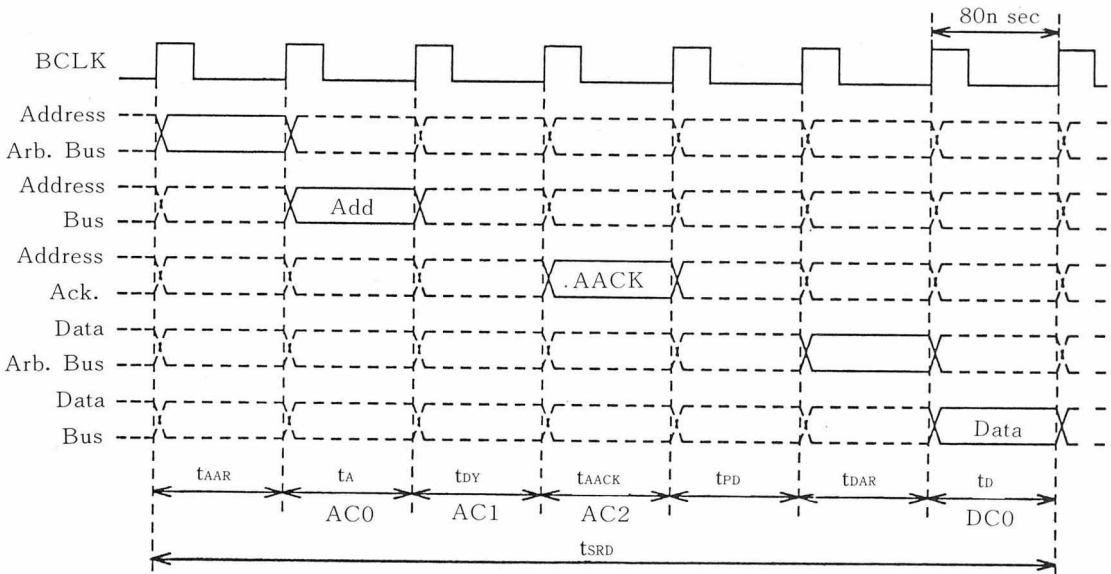 80n sec
BCLK
Address
Arb. Bus
Address
Bus
Add
Address
Ack.
.AACK
Data
Arb. Bus
Data
Bus
Data
tAAR tA tDY tAACK tPD tDAR tD
AC0 AC1 AC2 DC0
tSRD